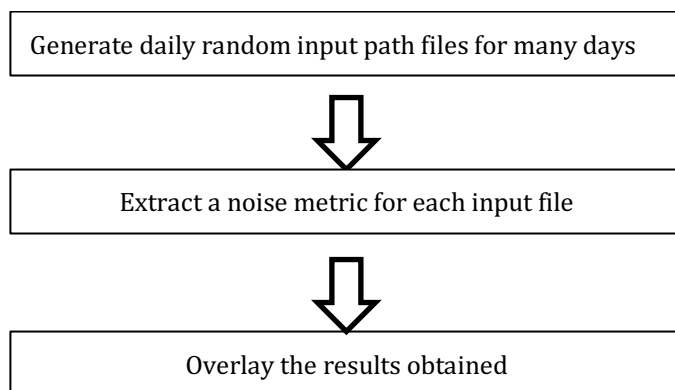 Generate daily random input path files for many days
Extract a noise metric for each input file
Overlay the results obtained